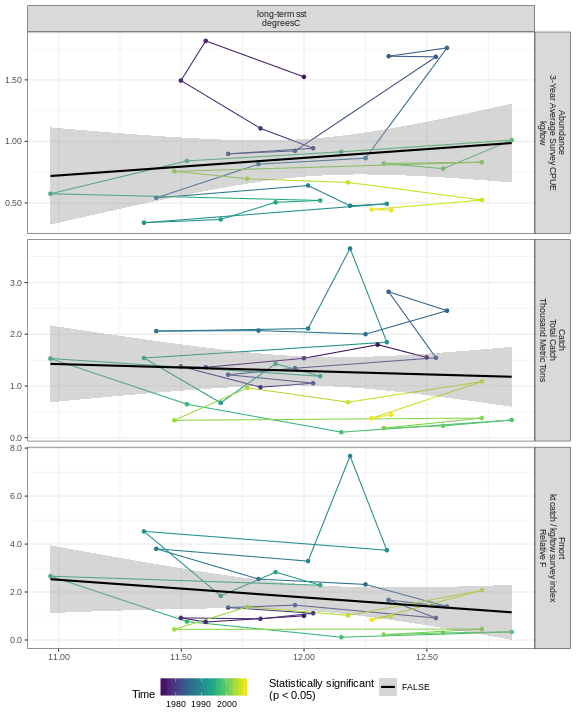 long-term sst
degreesC
1.50
1.00
0.50
Abundance
3-Year Average Survey CPUE
kg/tow
3.0
2.0
1.0
0.0
Catch
Total Catch
Thousand Metric Tons
8.0
6.0
4.0
2.0
0.0
Fmort
kt catch / kg/tow survey index
Relative F
11.00 11.50 12.00 12.50
Time
1980 1990 2000
Statistically significant
(p < 0.05)
FALSE